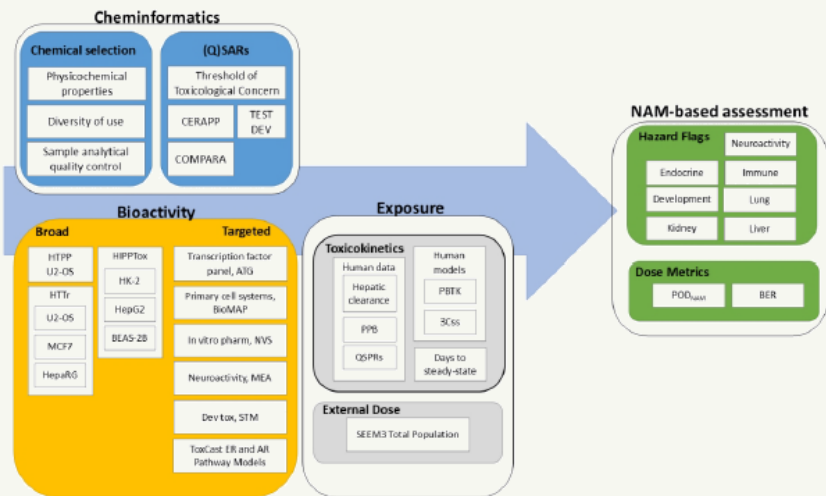 Cheminformatics
Chemical selection
Physicochemical
properties
Diversity of use
Sample analytical
quality control
(Q)SARs
Threshold of
Toxicological Concern
CERAPP
TEST
DEV
COMPARA
Bioactivity
Broad
Targeted
HTPP
U2-OS
HTTr
U2-OS
MCF7
HepaRG
HIPPTox
HK-2
HepG2
BEAS-2B
Transcription factor
panel, ATG
Primary cell systems,
BioMAP
In vitro pharm, NVS
Neuroactivity, MEA
Dev tox, STM
ToxCast ER and AR
Pathway Models
Exposure
Toxicokinetics
Human data
Hepatic
clearance
PPB
QSPRs
Human
models
PBTK
3Css
Days to
steady-state
External Dose
SEEM3 Total Population
NAM-based assessment
Hazard Flags
Neuroactivity
Endocrine
Immune
Development
Lung
Kidney
Liver
Dose Metrics
POD_NAM
BER